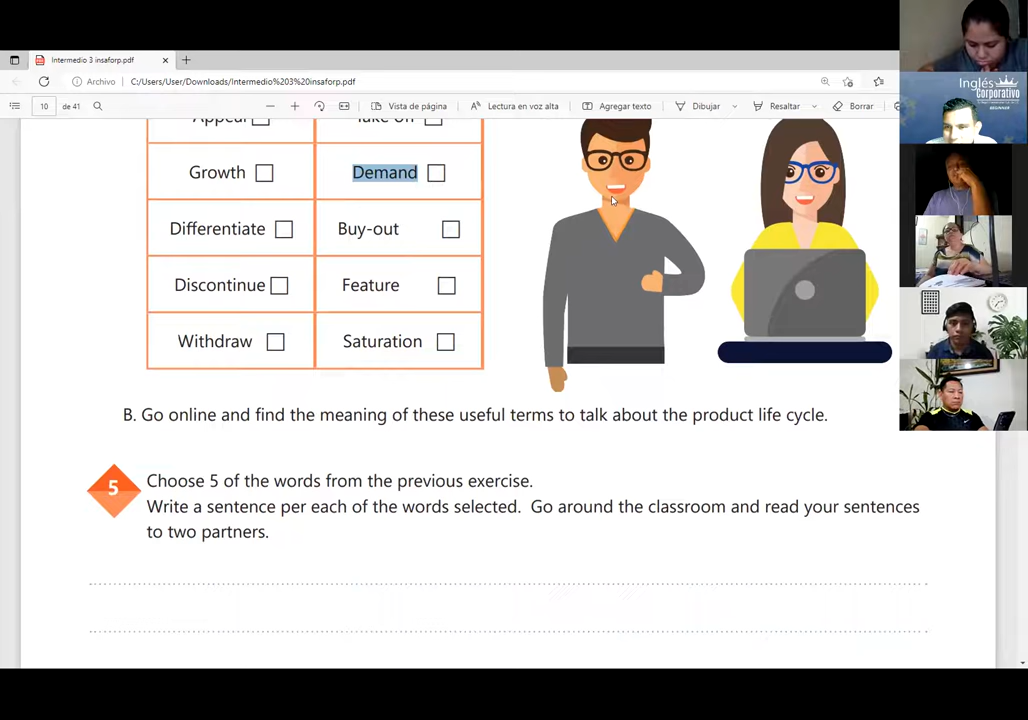 Intermedio 3 insaforp.pdf
Archivo C:/Users/User/Downloads/Intermedio%203%20insaforp.pdf
10 de 41 Vista de página Lectura en voz alta Agregar texto Dibujar Resaltar Borrar
Inglés
Corporativo
BEGINNER
Appeal Take-off
Growth Demand
Differentiate Buy-out
Discontinue Feature
Withdraw Saturation
B. Go online and find the meaning of these useful terms to talk about the product life cycle.
5 Choose 5 of the words from the previous exercise.
Write a sentence per each of the words selected. Go around the classroom and read your sentences
to two partners.